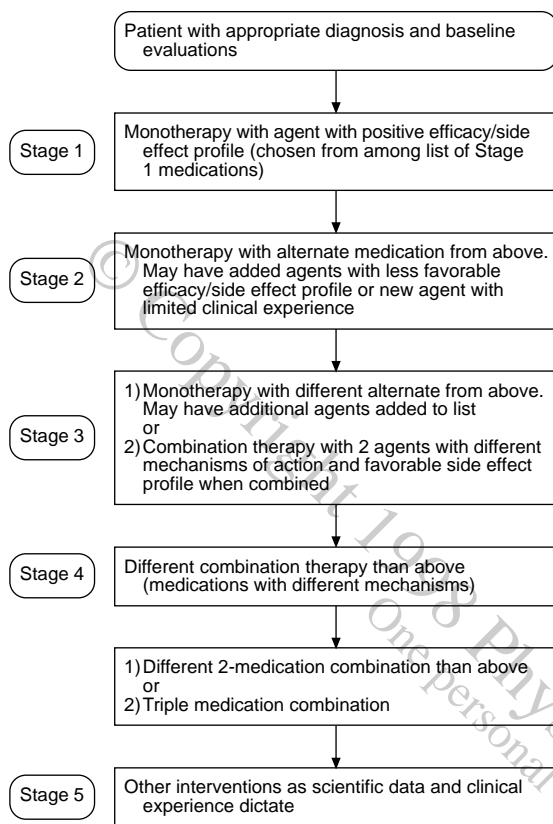 Patient with appropriate diagnosis and baseline
evaluations
Stage 1
Monotherapy with agent with positive efficacy/side
effect profile (chosen from among list of Stage
1 medications)
Stage 2
Monotherapy with alternate medication from above.
May have added agents with less favorable
efficacy/side effect profile or new agent with
limited clinical experience
Stage 3
1) Monotherapy with different alternate from above.
May have additional agents added to list
or
2) Combination therapy with 2 agents with different
mechanisms of action and favorable side effect
profile when combined
Stage 4
Different combination therapy than above
(medications with different mechanisms)
1) Different 2-medication combination than above
or
2) Triple medication combination
Stage 5
Other interventions as scientific data and clinical
experience dictate
© Copyright 1998 Phys
One personal